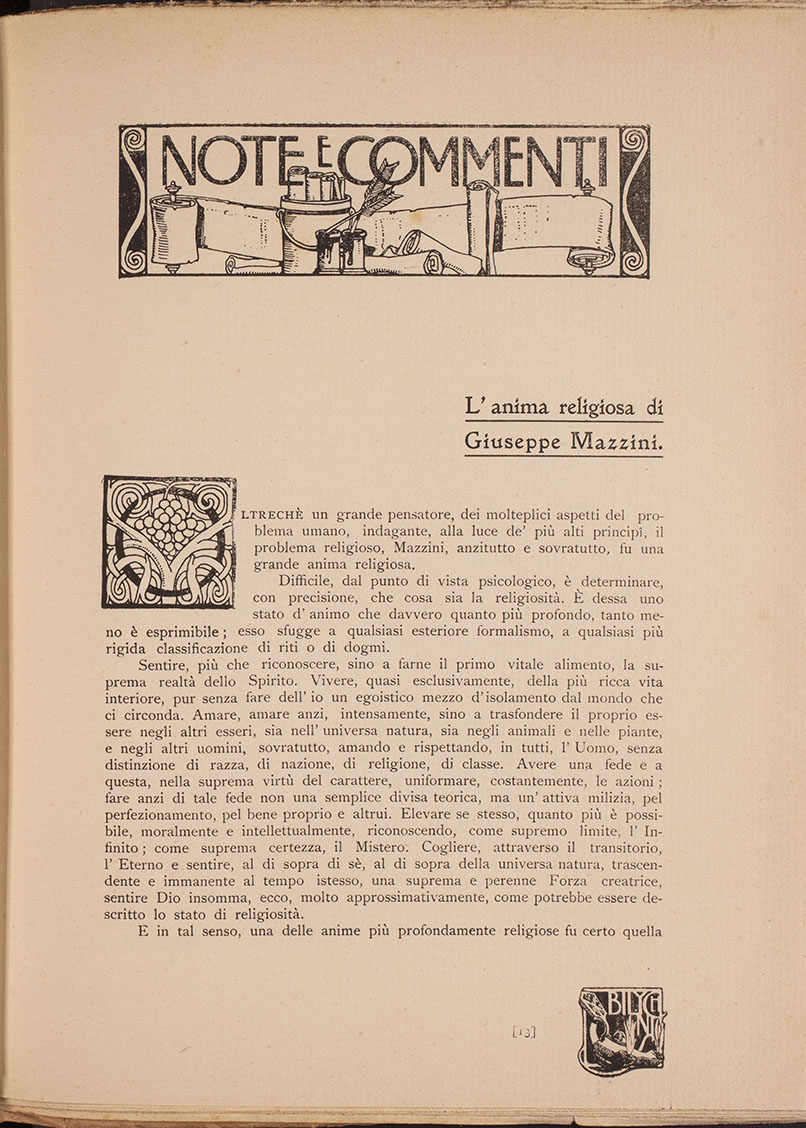 NOTE E COMMENTI
L' anima religiosa di
Giuseppe Mazzini.
OLTRECHÈ un grande pensatore, dei molteplici aspetti del pro-
blema umano, indagante, alla luce de' più alti principî, il
problema religioso, Mazzini, anzitutto e sovratutto, fu una
grande anima religiosa.
Difficile, dal punto di vista psicologico, è determinare,
con precisione, che cosa sia la religiosità. È dessa uno
stato d' animo che davvero quanto più profondo, tanto me-
no è esprimibile ; esso sfugge a qualsiasi esteriore formalismo, a qualsiasi più
rigida classificazione di riti o di dogmi.
Sentire, più che riconoscere, sino a farne il primo vitale alimento, la su-
prema realtà dello Spirito. Vivere, quasi esclusivamente, della più ricca vita
interiore, pur senza fare dell' io un egoistico mezzo d'isolamento dal mondo che
ci circonda. Amare, amare anzi, intensamente, sino a trasfondere il proprio es-
sere negli altri esseri, sia nell' universa natura, sia negli animali e nelle piante,
e negli altri uomini, sovratutto, amando e rispettando, in tutti, l' Uomo, senza
distinzione di razza, di nazione, di religione, di classe. Avere una fede e a
questa, nella suprema virtù del carattere, uniformare, costantemente, le azioni ;
fare anzi di tale fede non una semplice divisa teorica, ma un' attiva milizia, pel
perfezionamento, pel bene proprio e altrui. Elevare se stesso, quanto più è possi-
bile, moralmente e intellettualmente, riconoscendo, come supremo limite, l' In-
finito ; come suprema certezza, il Mistero. Cogliere, attraverso il transitorio,
l' Eterno e sentire, al di sopra di sè, al di sopra della universa natura, trascen-
dente e immanente al tempo istesso, una suprema e perenne Forza creatrice,
sentire Dio insomma, ecco, molto approssimativamente, come potrebbe essere de-
scritto lo stato di religiosità.
E in tal senso, una delle anime più profondamente religiose fu certo quella
[13]
BILYCH
NIS